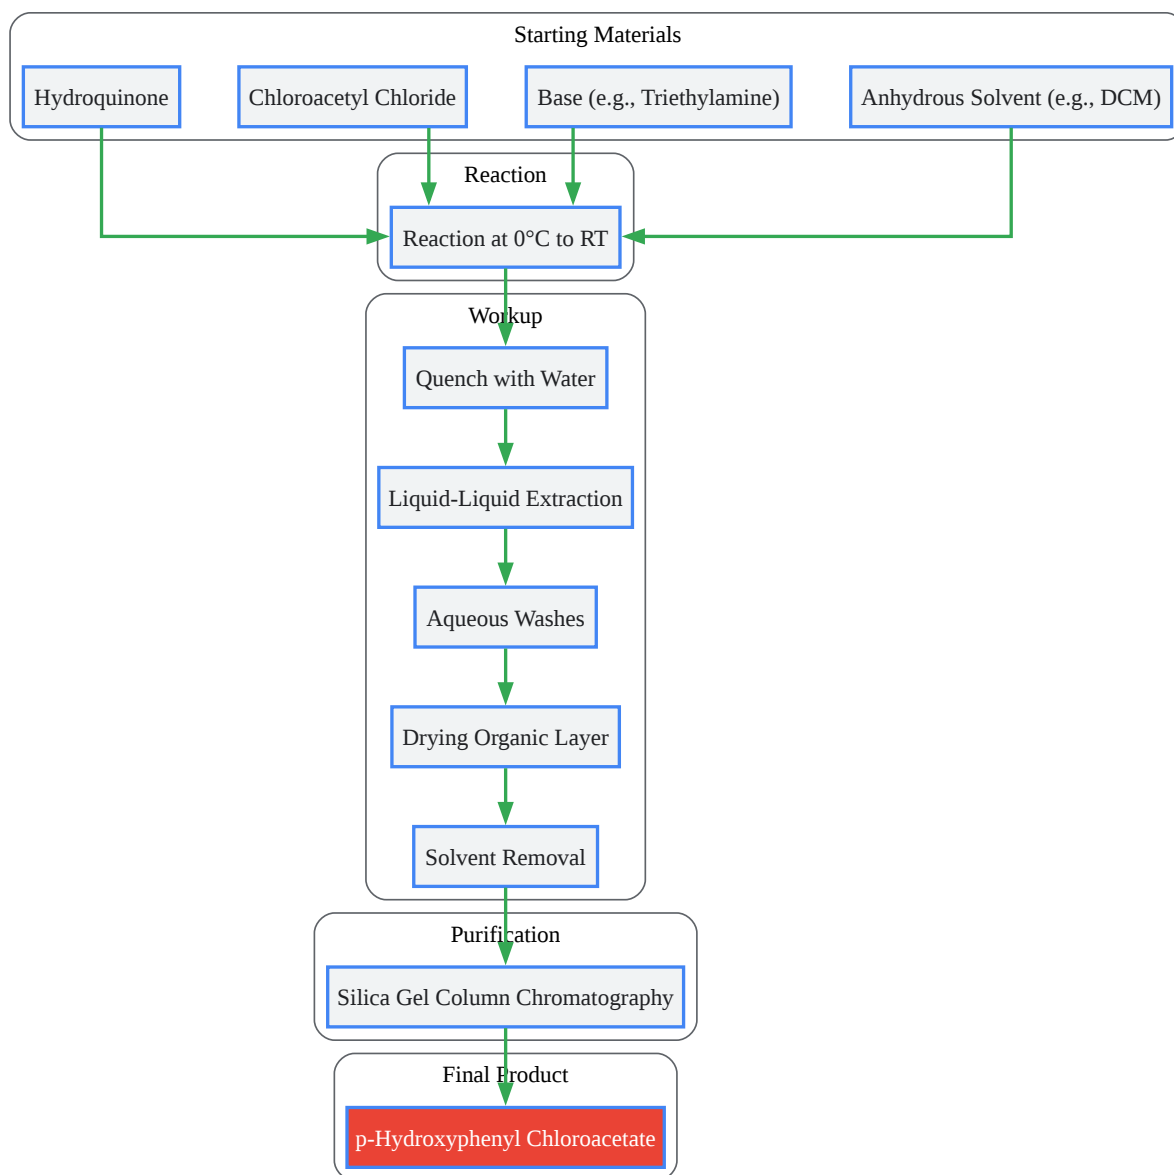 Starting Materials
Hydroquinone
Chloroacetyl Chloride
Base (e.g., Triethylamine)
Anhydrous Solvent (e.g., DCM)
Reaction
Reaction at 0°C to RT
Workup
Quench with Water
Liquid-Liquid Extraction
Aqueous Washes
Drying Organic Layer
Solvent Removal
Purification
Silica Gel Column Chromatography
Final Product
p-Hydroxyphenyl Chloroacetate